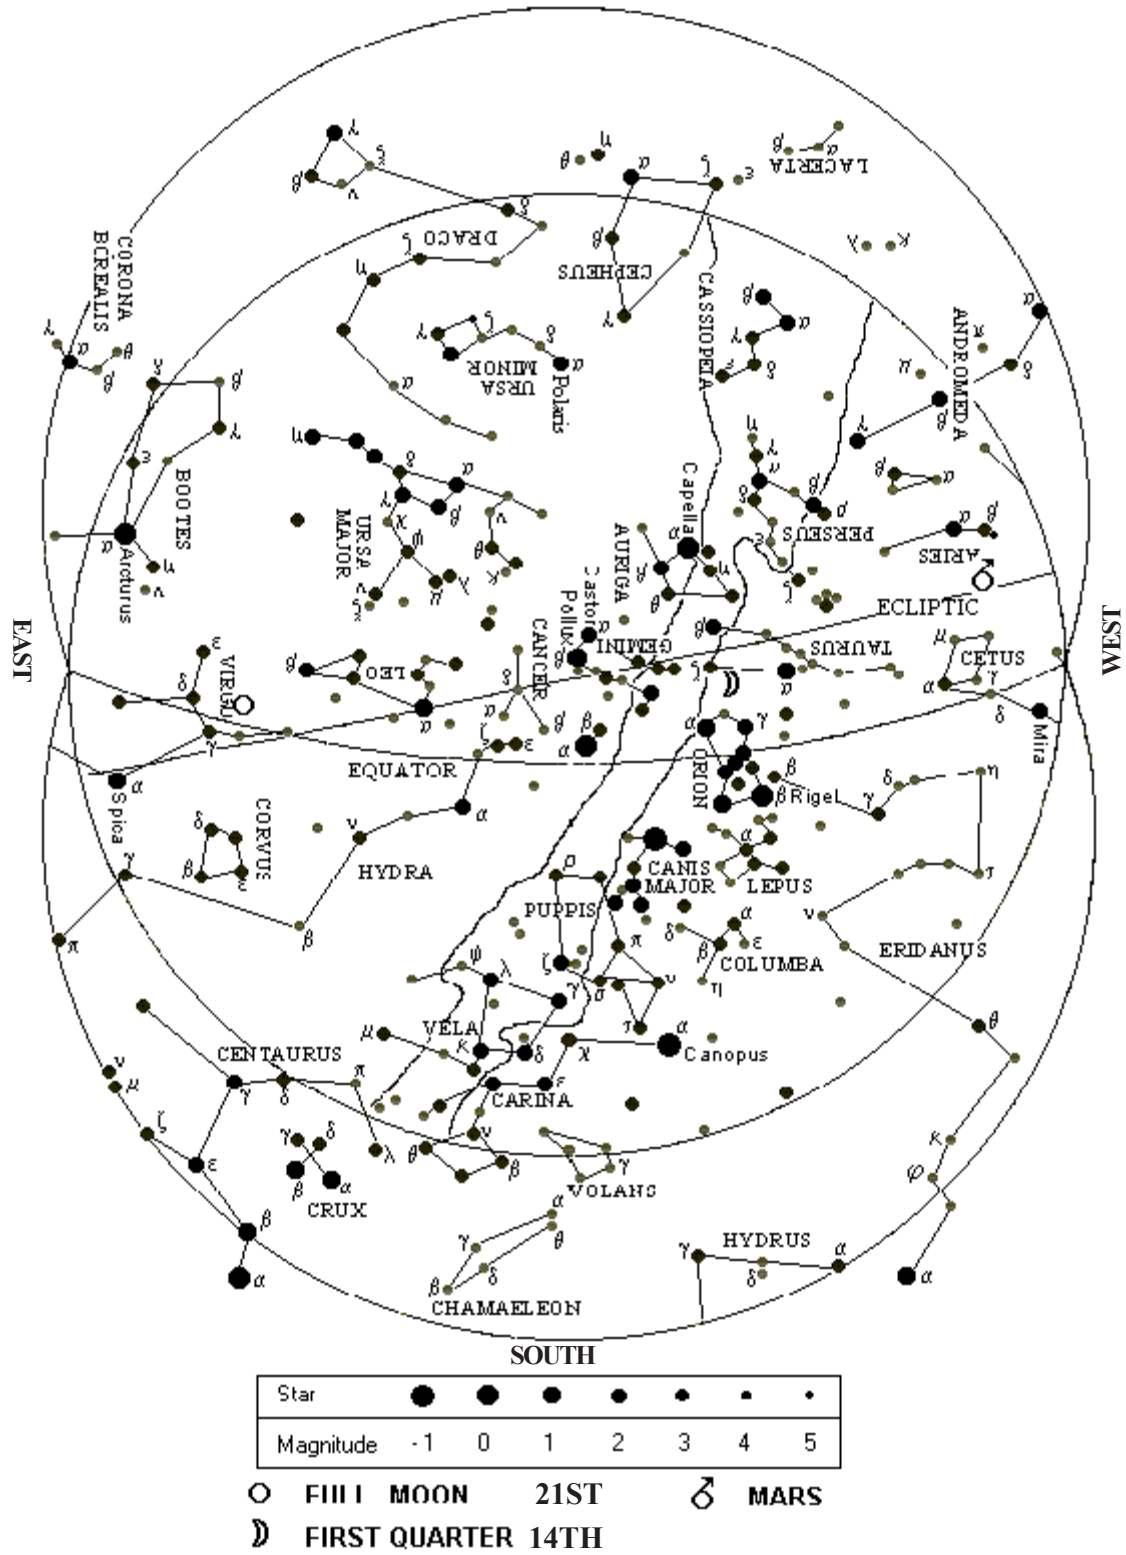 LACERTA
DRACO
CEPHEUS
CORONA
BOREALIS
CASSIOPEIA
ANDROMEDA
URSA
MINOR
Polaris
BOOTES
Arcturus
URSA
MAJOR
Capella
AURIGA
PERSEUS
ARIES
ECLIPTIC
EAST
WEST
Castor
Pollux
GEMINI
TAURUS
CETUS
CANCER
LEO
VIRGO
Mira
EQUATOR
ORION
Rigel
Spica
CORVUS
HYDRA
CANIS
MAJOR
LEPUS
PUPPIS
COLUMBA
ERIDANUS
VELA
CENTAURUS
Canopus
CARINA
CRUX
VOLANS
HYDRUS
CHAMAELEON
SOUTH
Star
Magnitude -1 0 1 2 3 4 5
FULL MOON 21ST ♂ MARS
FIRST QUARTER 14TH